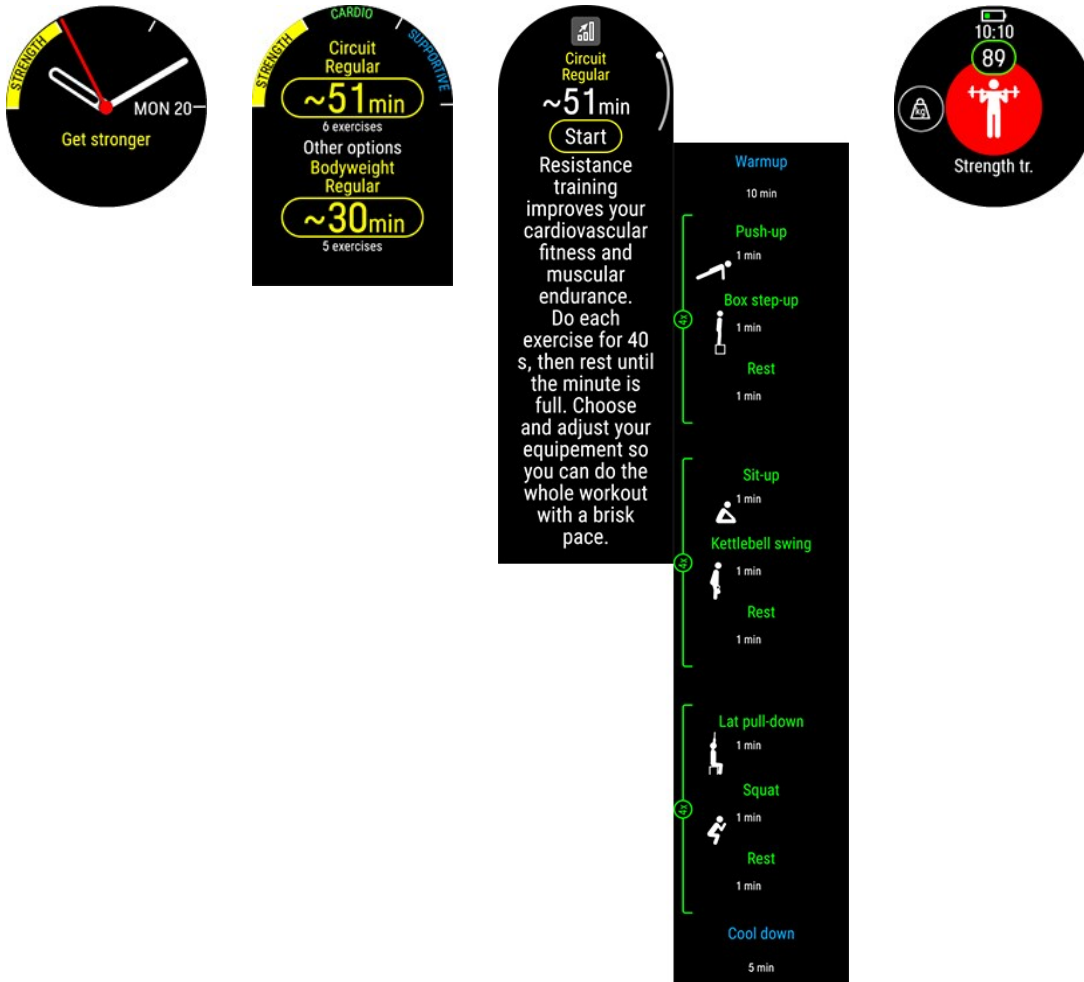 STRENGTH
MON 20
Get stronger
STRENGTH
CARDIO
SUPPORTIVE
Circuit
Regular
~51min
6 exercises
Other options
Bodyweight
Regular
~30min
5 exercises
Circuit
Regular
~51min
Start
Resistance
training
improves your
cardiovascular
fitness and
muscular
endurance.
Do each
exercise for 40
s, then rest until
the minute is
full. Choose
and adjust your
equipement so
you can do the
whole workout
with a brisk
pace.
Warmup
10 min
Push-up
1 min
Box step-up
4x
1 min
Rest
1 min
Sit-up
1 min
Kettlebell swing
4x
1 min
Rest
1 min
Lat pull-down
1 min
Squat
4x
1 min
Rest
1 min
Cool down
5 min
10:10
89
KG
Strength tr.